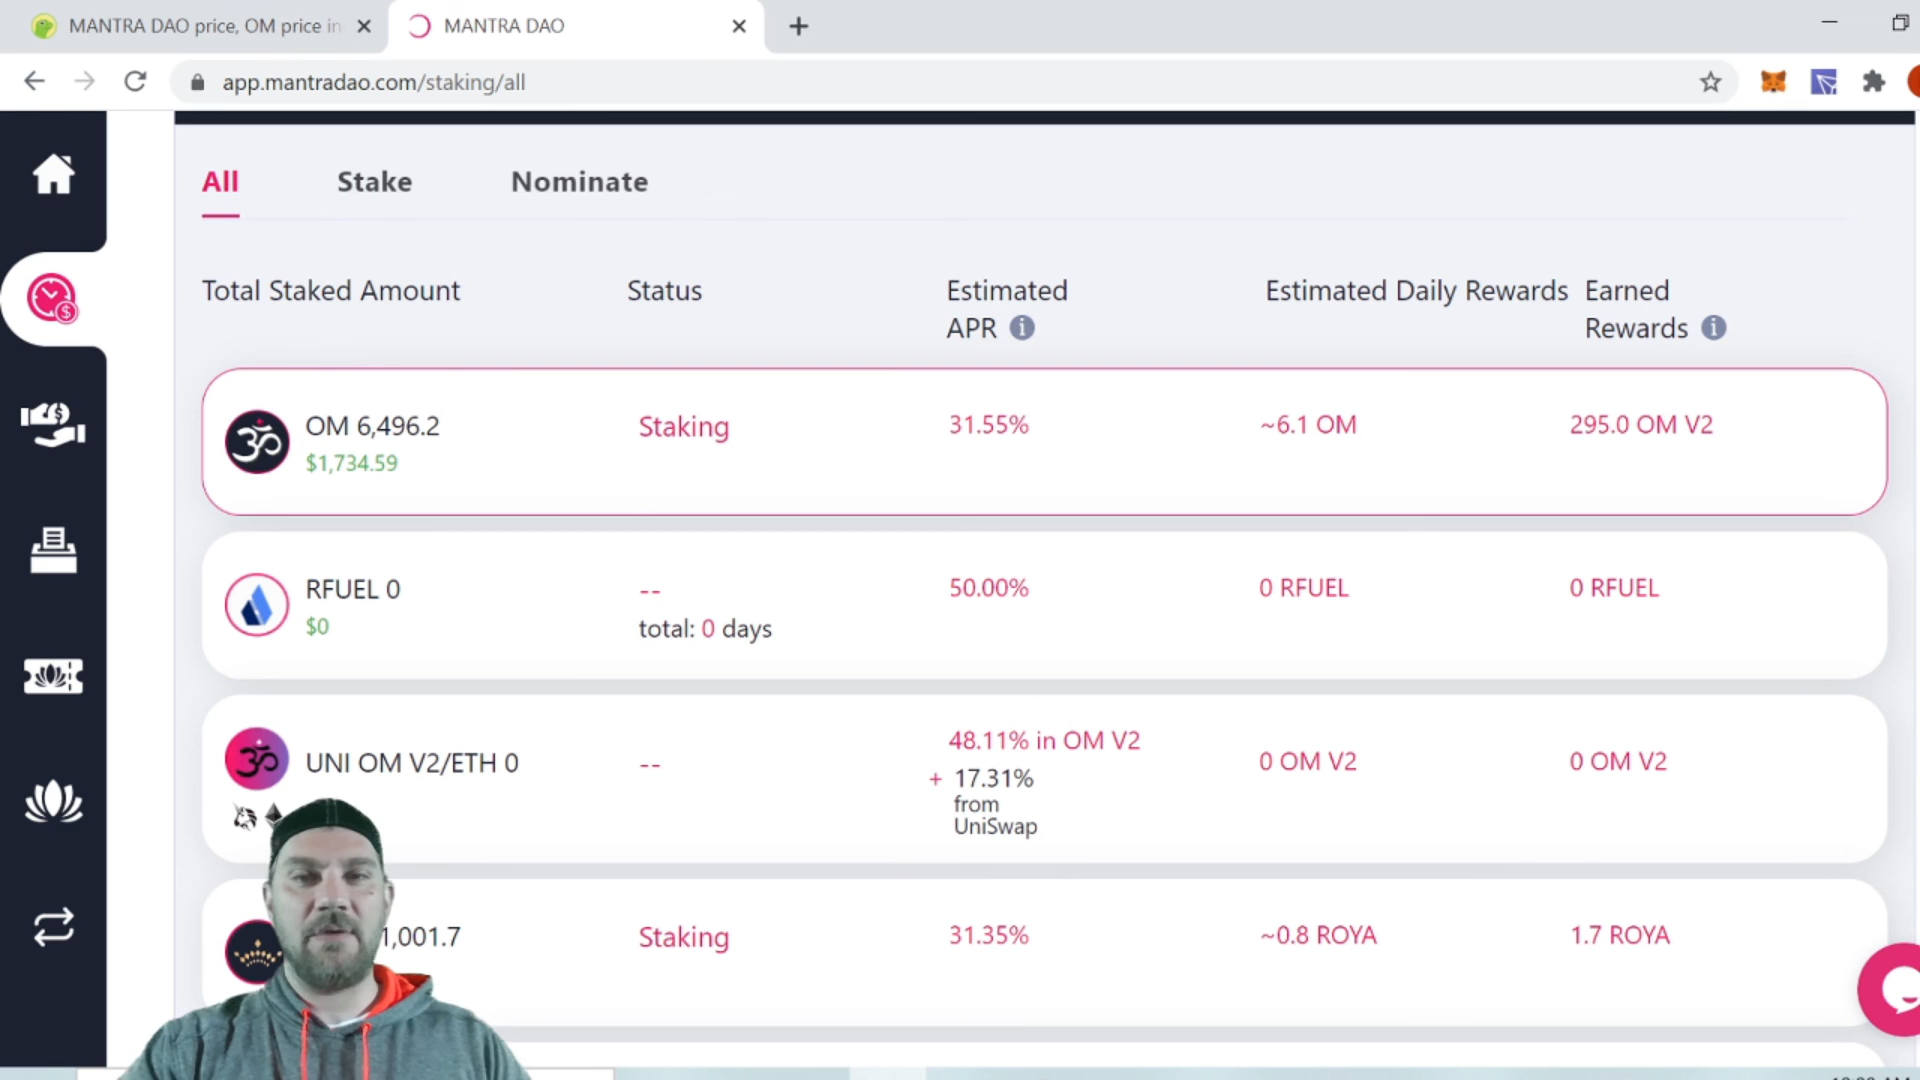 MANTRA DAO price, OM price in
MANTRA DAO
app.mantradao.com/staking/all
All Stake Nominate
Total Staked Amount Status Estimated APR Estimated Daily Rewards Earned Rewards
OM 6,496.2 Staking 31.55% ~6.1 OM 295.0 OM V2
$1,734.59
RFUEL 0 -- 50.00% 0 RFUEL 0 RFUEL
$0 total: 0 days
48.11% in OM V2
UNI OM V2/ETH 0 -- + 17.31% 0 OM V2 0 OM V2
from
UniSwap
1,001.7 Staking 31.35% ~0.8 ROYA 1.7 ROYA